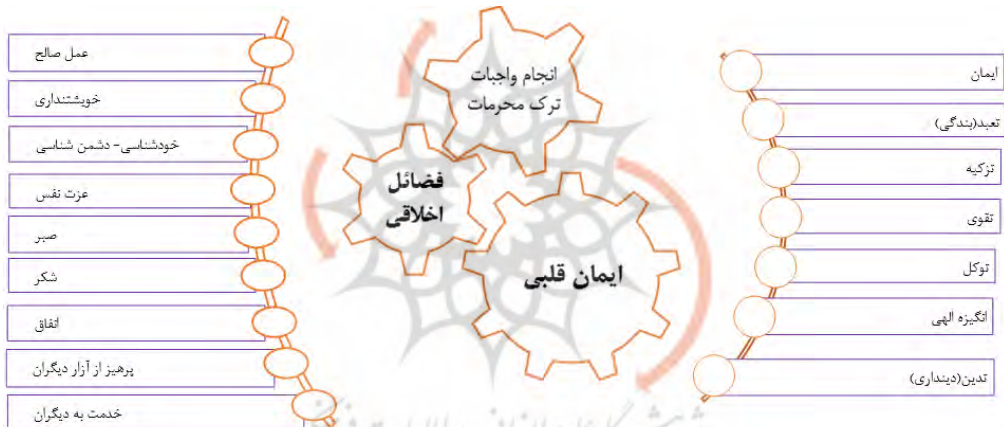 ایمان
تعبد(بندگی)
تزکیه
تقوی
توکل
انگیزه الهی
تدین(دینداری)
انجام واجبات
ترک محرمات
فضائل
اخلاقی
ایمان قلبی
عمل صالح
خویشتنداری
خودشناسی- دشمن شناسی
عزت نفس
صبر
شکر
انفاق
پرهیز از آزار دیگران
خدمت به دیگران